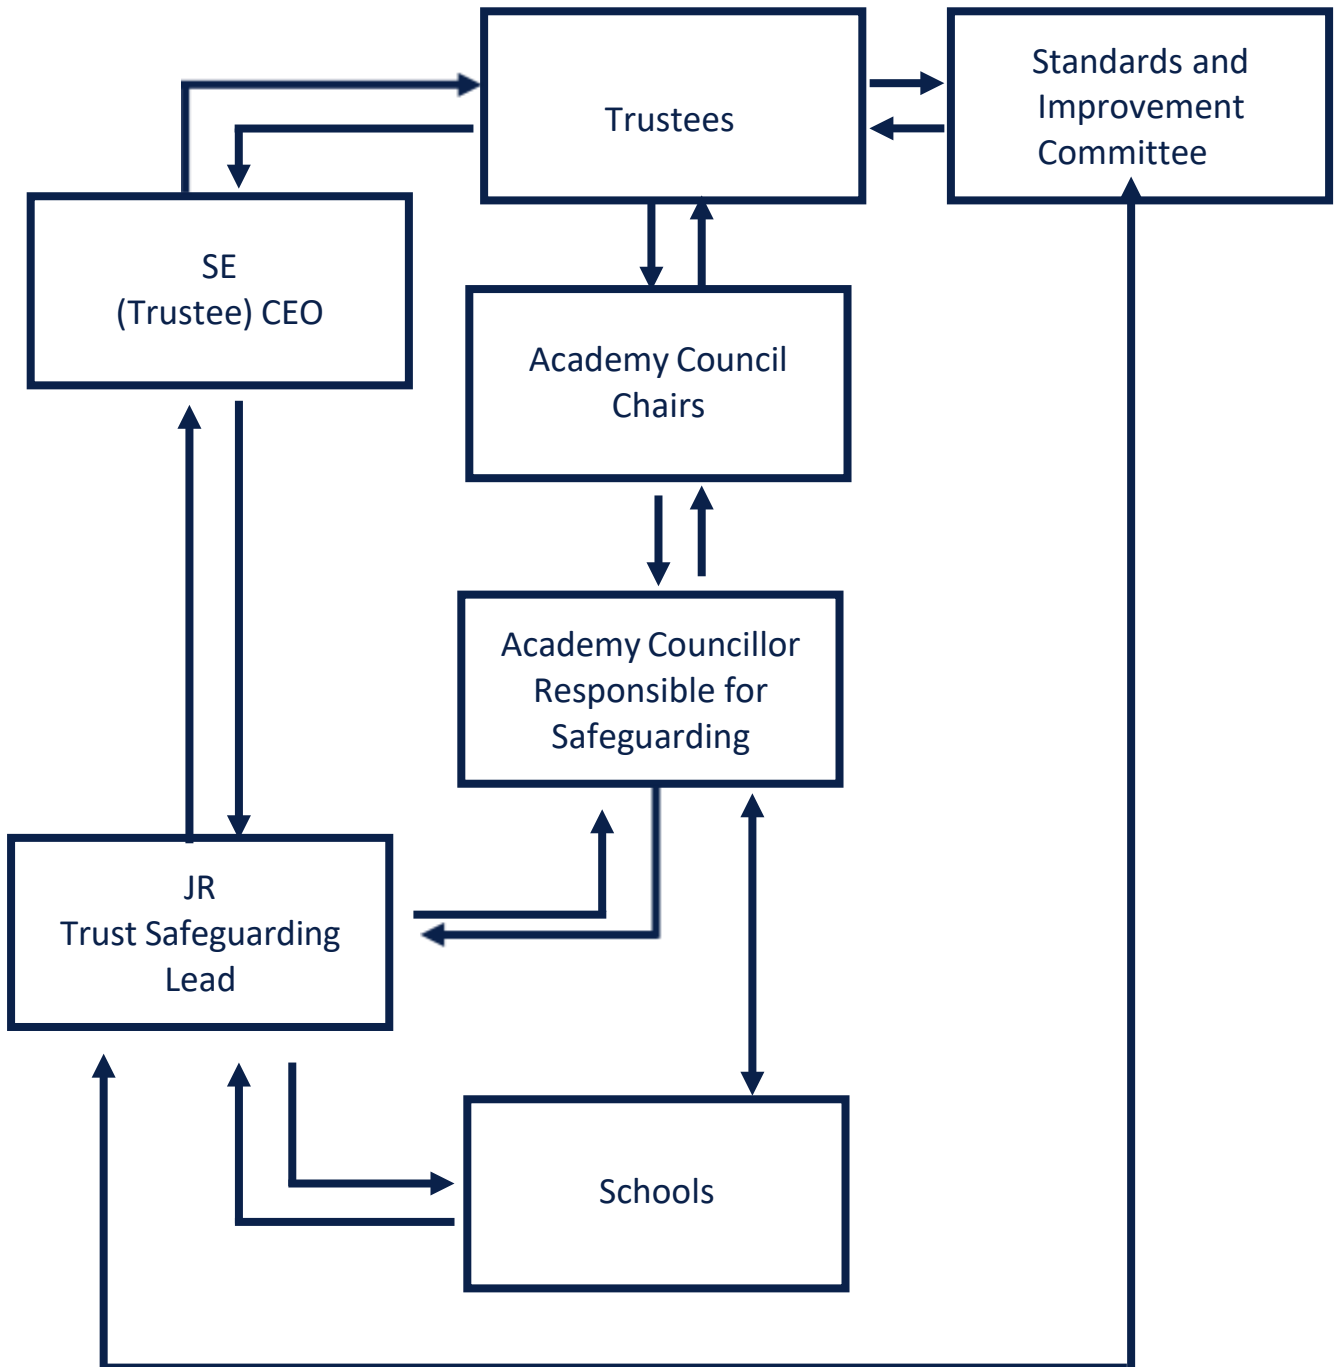 Trustees
Standards and
Improvement
Committee
SE
(Trustee) CEO
Academy Council
Chairs
Academy Councillor
Responsible for
Safeguarding
JR
Trust Safeguarding
Lead
Schools